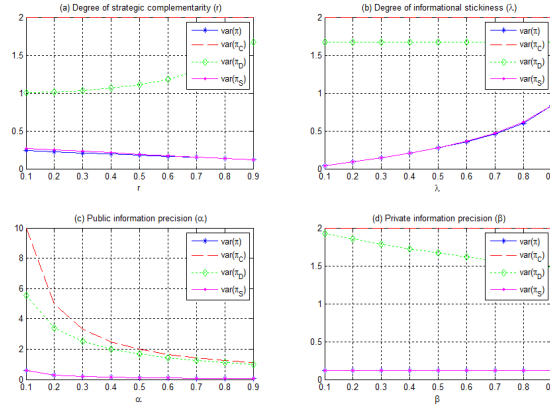 (a) Degree of strategic complementarity (r)
2
1.5
1
0.5
0
0.1 0.2 0.3 0.4 0.5 0.6 0.7 0.8 0.9
r
var(π)
var(π_C)
var(π_D)
var(π_S)
(b) Degree of informational stickiness (λ)
2
1.5
1
0.5
0
0.1 0.2 0.3 0.4 0.5 0.6 0.7 0.8
λ
var(π)
var(π_C)
var(π_D)
var(π_S)
(c) Public information precision (α)
10
8
6
4
2
0
0.1 0.2 0.3 0.4 0.5 0.6 0.7 0.8 0.9
α
var(π)
var(π_C)
var(π_D)
var(π_S)
(d) Private information precision (β)
2
1.5
1
0.5
0
0.1 0.2 0.3 0.4 0.5 0.6 0.7 0.8
β
var(π)
var(π_C)
var(π_D)
var(π_S)